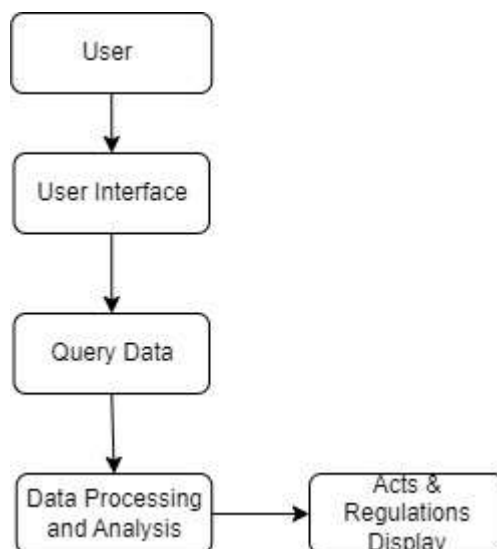 User
User Interface
Query Data
Data Processing
and Analysis
Acts &
Regulations
Display